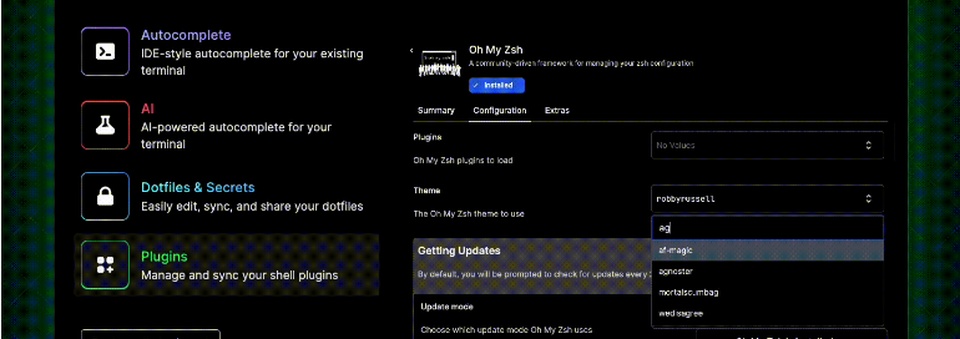 Autocomplete
IDE-style autocomplete for your existing
terminal
AI
AI-powered autocomplete for your
terminal
Dotfiles & Secrets
Easily edit, sync, and share your dotfiles
Plugins
Manage and sync your shell plugins
Oh My Zsh
A community-driven framework for managing your zsh configuration
Installed
Summary Configuration Extras
Plugins
No Values
Oh My Zsh plugins to load
Theme
robbyrussell
The Oh My Zsh theme to use
ag
af-magic
agnoster
mortalscumbag
wedisagree
Getting Updates
By default, you will be prompted to check for updates every
Update mode
Choose which update mode Oh My Zsh uses